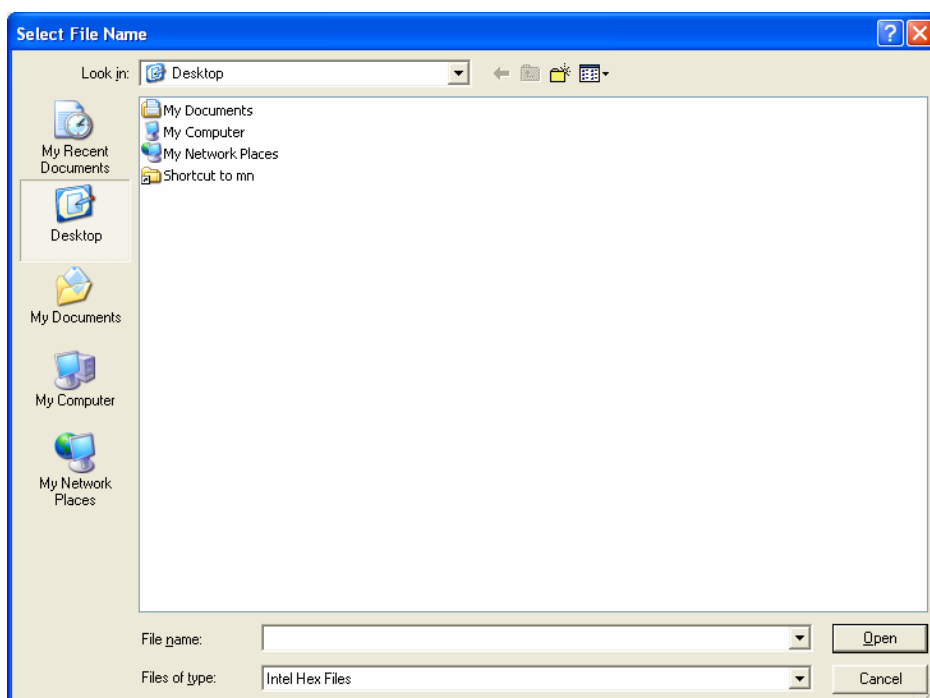 Select File Name
Look in:
Desktop
My Documents
My Computer
My Network Places
Shortcut to mn
My Recent
Documents
Desktop
My Documents
My Computer
My Network
Places
File name:
Open
Files of type:
Intel Hex Files
Cancel